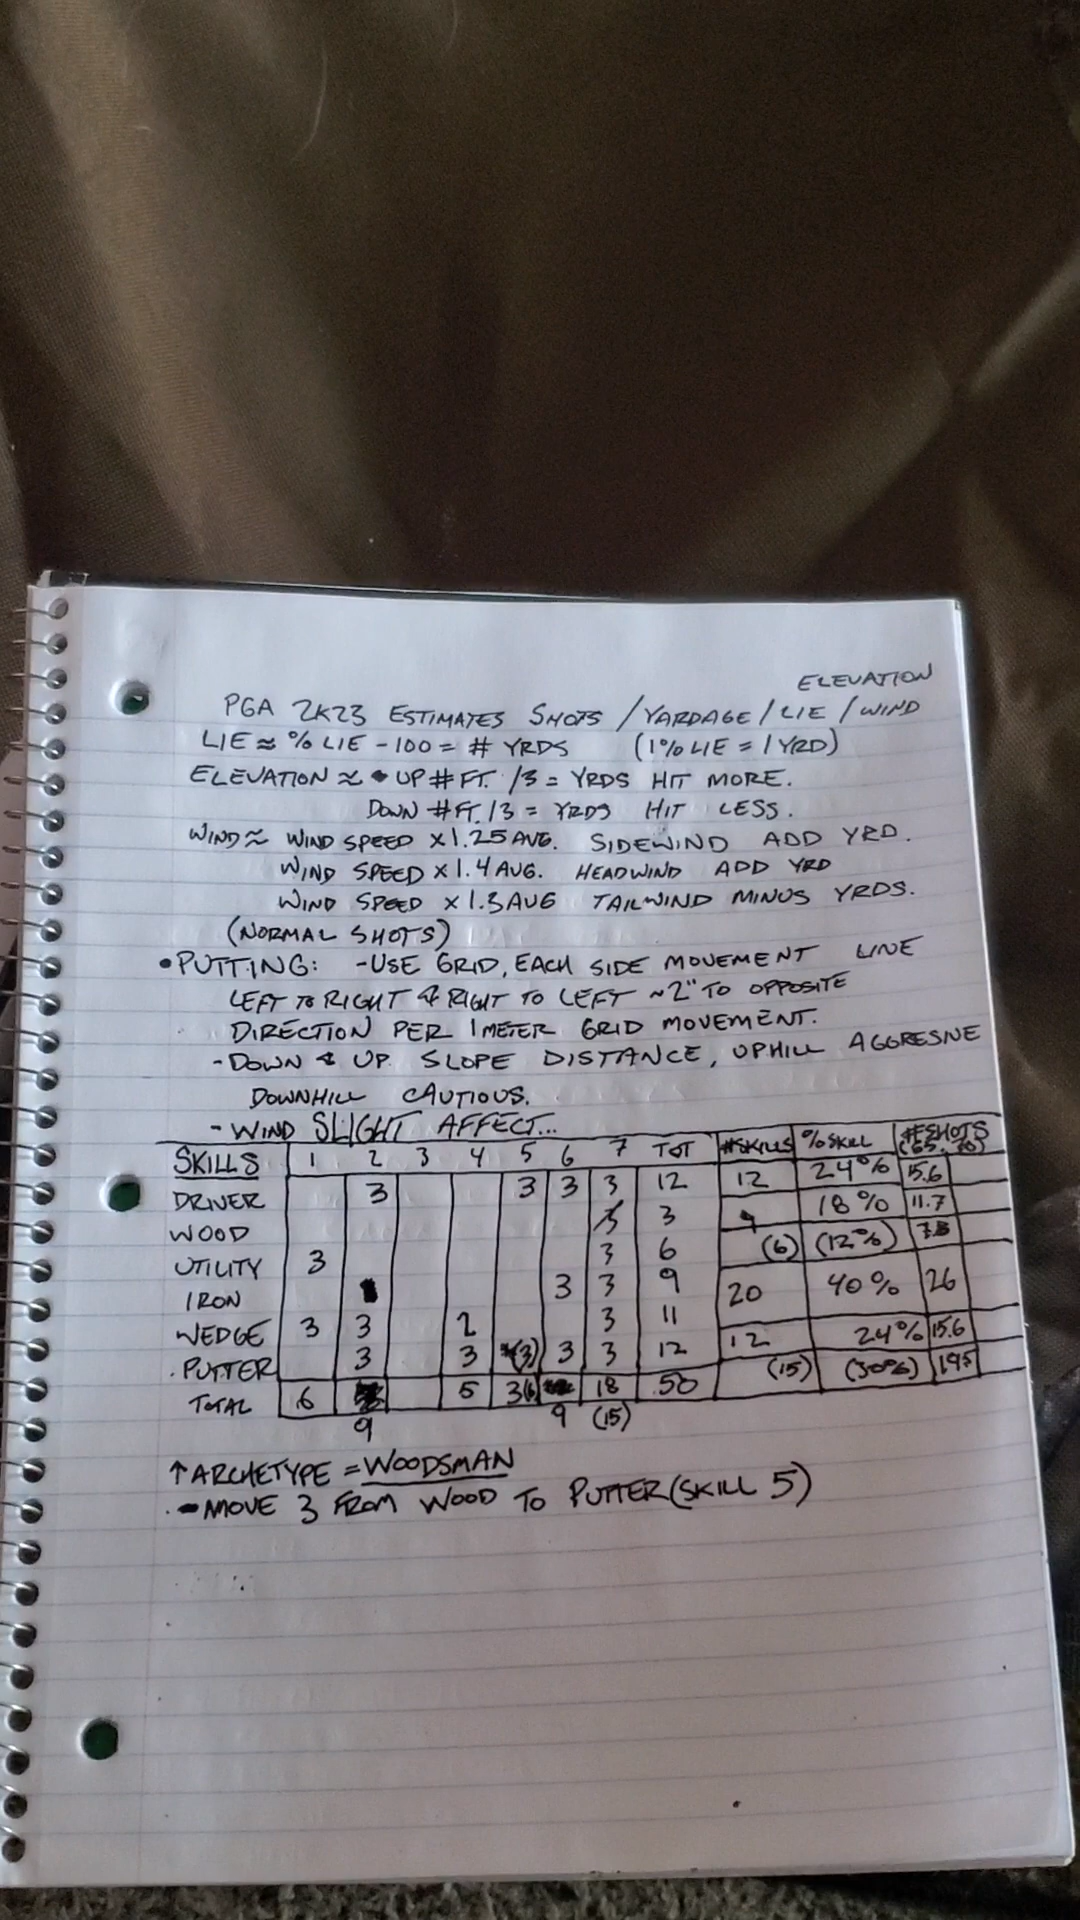 ELEVATION
PGA 2K23 ESTIMATES SHOTS /YARDAGE/LIE/WIND
LIE ≈ % LIE -100 = # YRDS (1% LIE = 1 YRD)
ELEVATION ≈ • UP # FT. /3 = YRDS HIT MORE.
DOWN #FT./3 = YRDS HIT LESS.
WIND ≈ WIND SPEED X1.25 AVG. SIDEWIND ADD YRD.
WIND SPEED X 1.4 AVG. HEADWIND ADD YRD
WIND SPEED X 1.3 AVG TAILWIND MINUS YRDS.
(NORMAL SHOTS)
• PUTTING: -USE GRID, EACH SIDE MOVEMENT LINE
LEFT TO RIGHT & RIGHT TO LEFT ~2" TO OPPOSITE
DIRECTION PER 1 METER GRID MOVEMENT.
-DOWN & UP SLOPE DISTANCE, UPHILL AGGRESIVE
DOWNHILL CAUTIOUS.
- WIND SLIGHT AFFECT...
SKILLS 1 2 3 4 5 6 7 TOT #SKILLS % SKILL # SHOTS
DRIVER 3 3 3 3 12 12 24% 15.6
WOOD 3 3 18% 11.7
UTILITY 3 3 6 (6) (12%)
IRON 3 3 9 20 40% 26
WEDGE 3 3 2 3 11 12 24% 15.6
PUTTER 3 3 (3) 3 3 12 (15) (30%) 19.5
TOTAL 6 5 3 18 50
9 9 (15)
↑ ARCHETYPE = WOODSMAN
- MOVE 3 FROM WOOD TO PUTTER (SKILL 5)